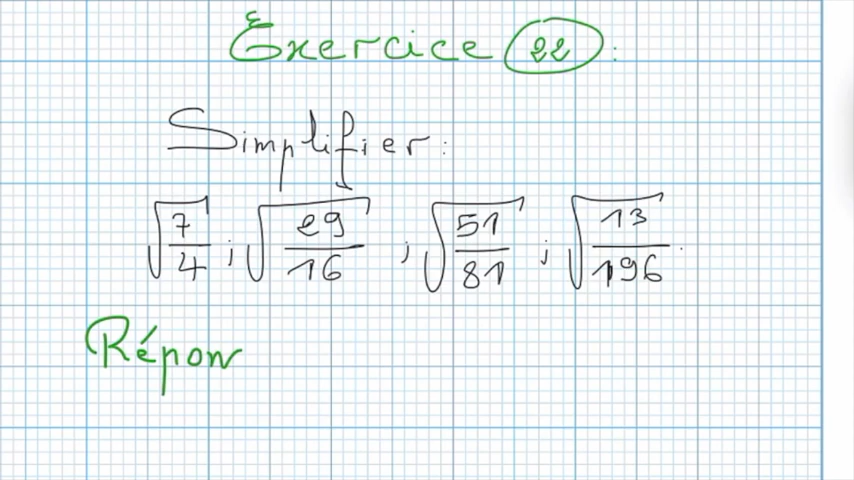 Exercice 22 :
Simplifier :
√(7/4) ; √(29/16) ; √(51/81) ; √(13/196) .
Répon